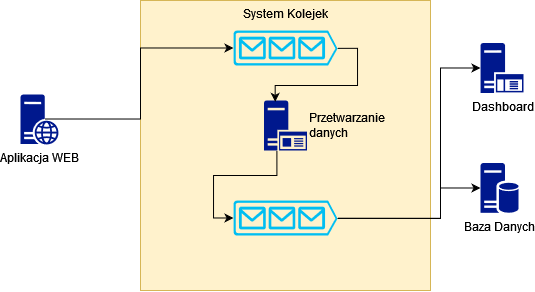 System Kolejek
Przetwarzanie
danych
Aplikacja WEB
Dashboard
Baza Danych